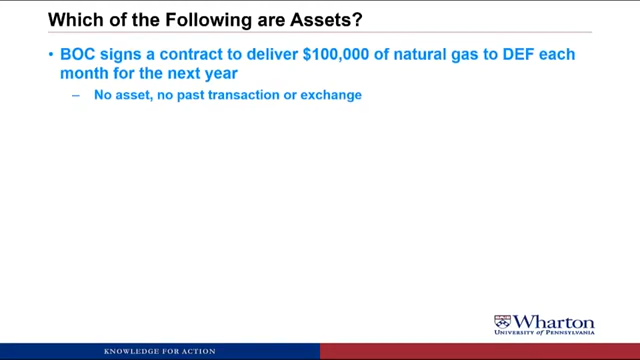 Which of the Following are Assets?
• BOC signs a contract to deliver $100,000 of natural gas to DEF each
month for the next year
– No asset, no past transaction or exchange
Wharton
UNIVERSITY of PENNSYLVANIA
KNOWLEDGE FOR ACTION